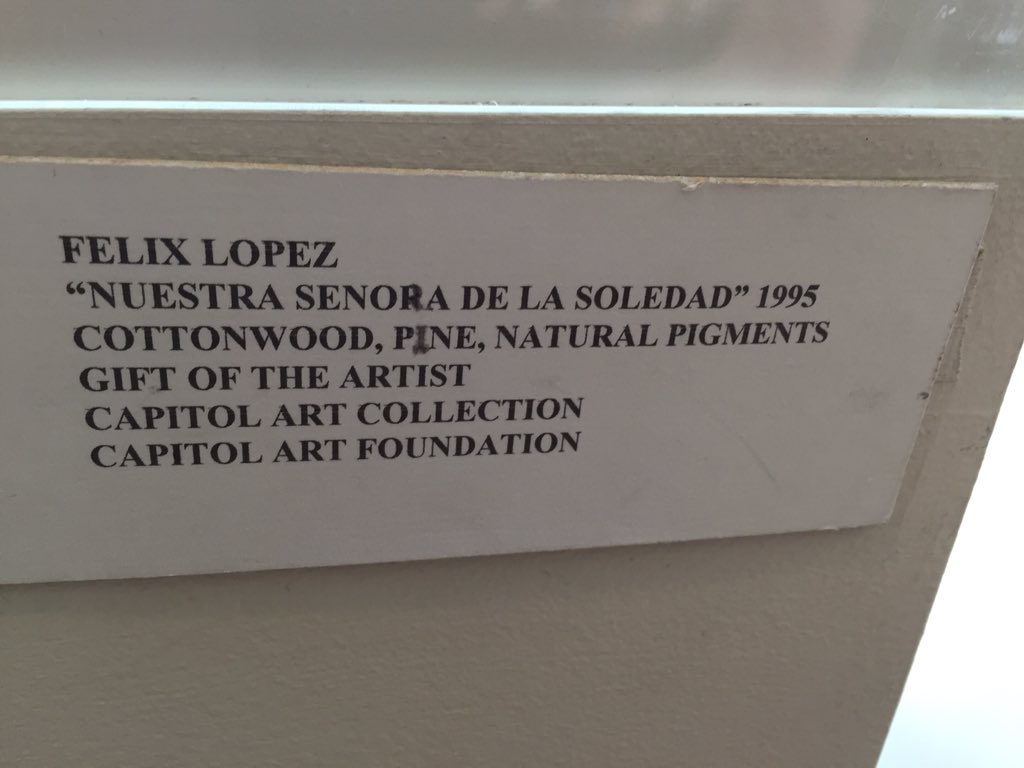 FELIX LOPEZ
“NUESTRA SENORA DE LA SOLEDAD” 1995
COTTONWOOD, PINE, NATURAL PIGMENTS
GIFT OF THE ARTIST
CAPITOL ART COLLECTION
CAPITOL ART FOUNDATION